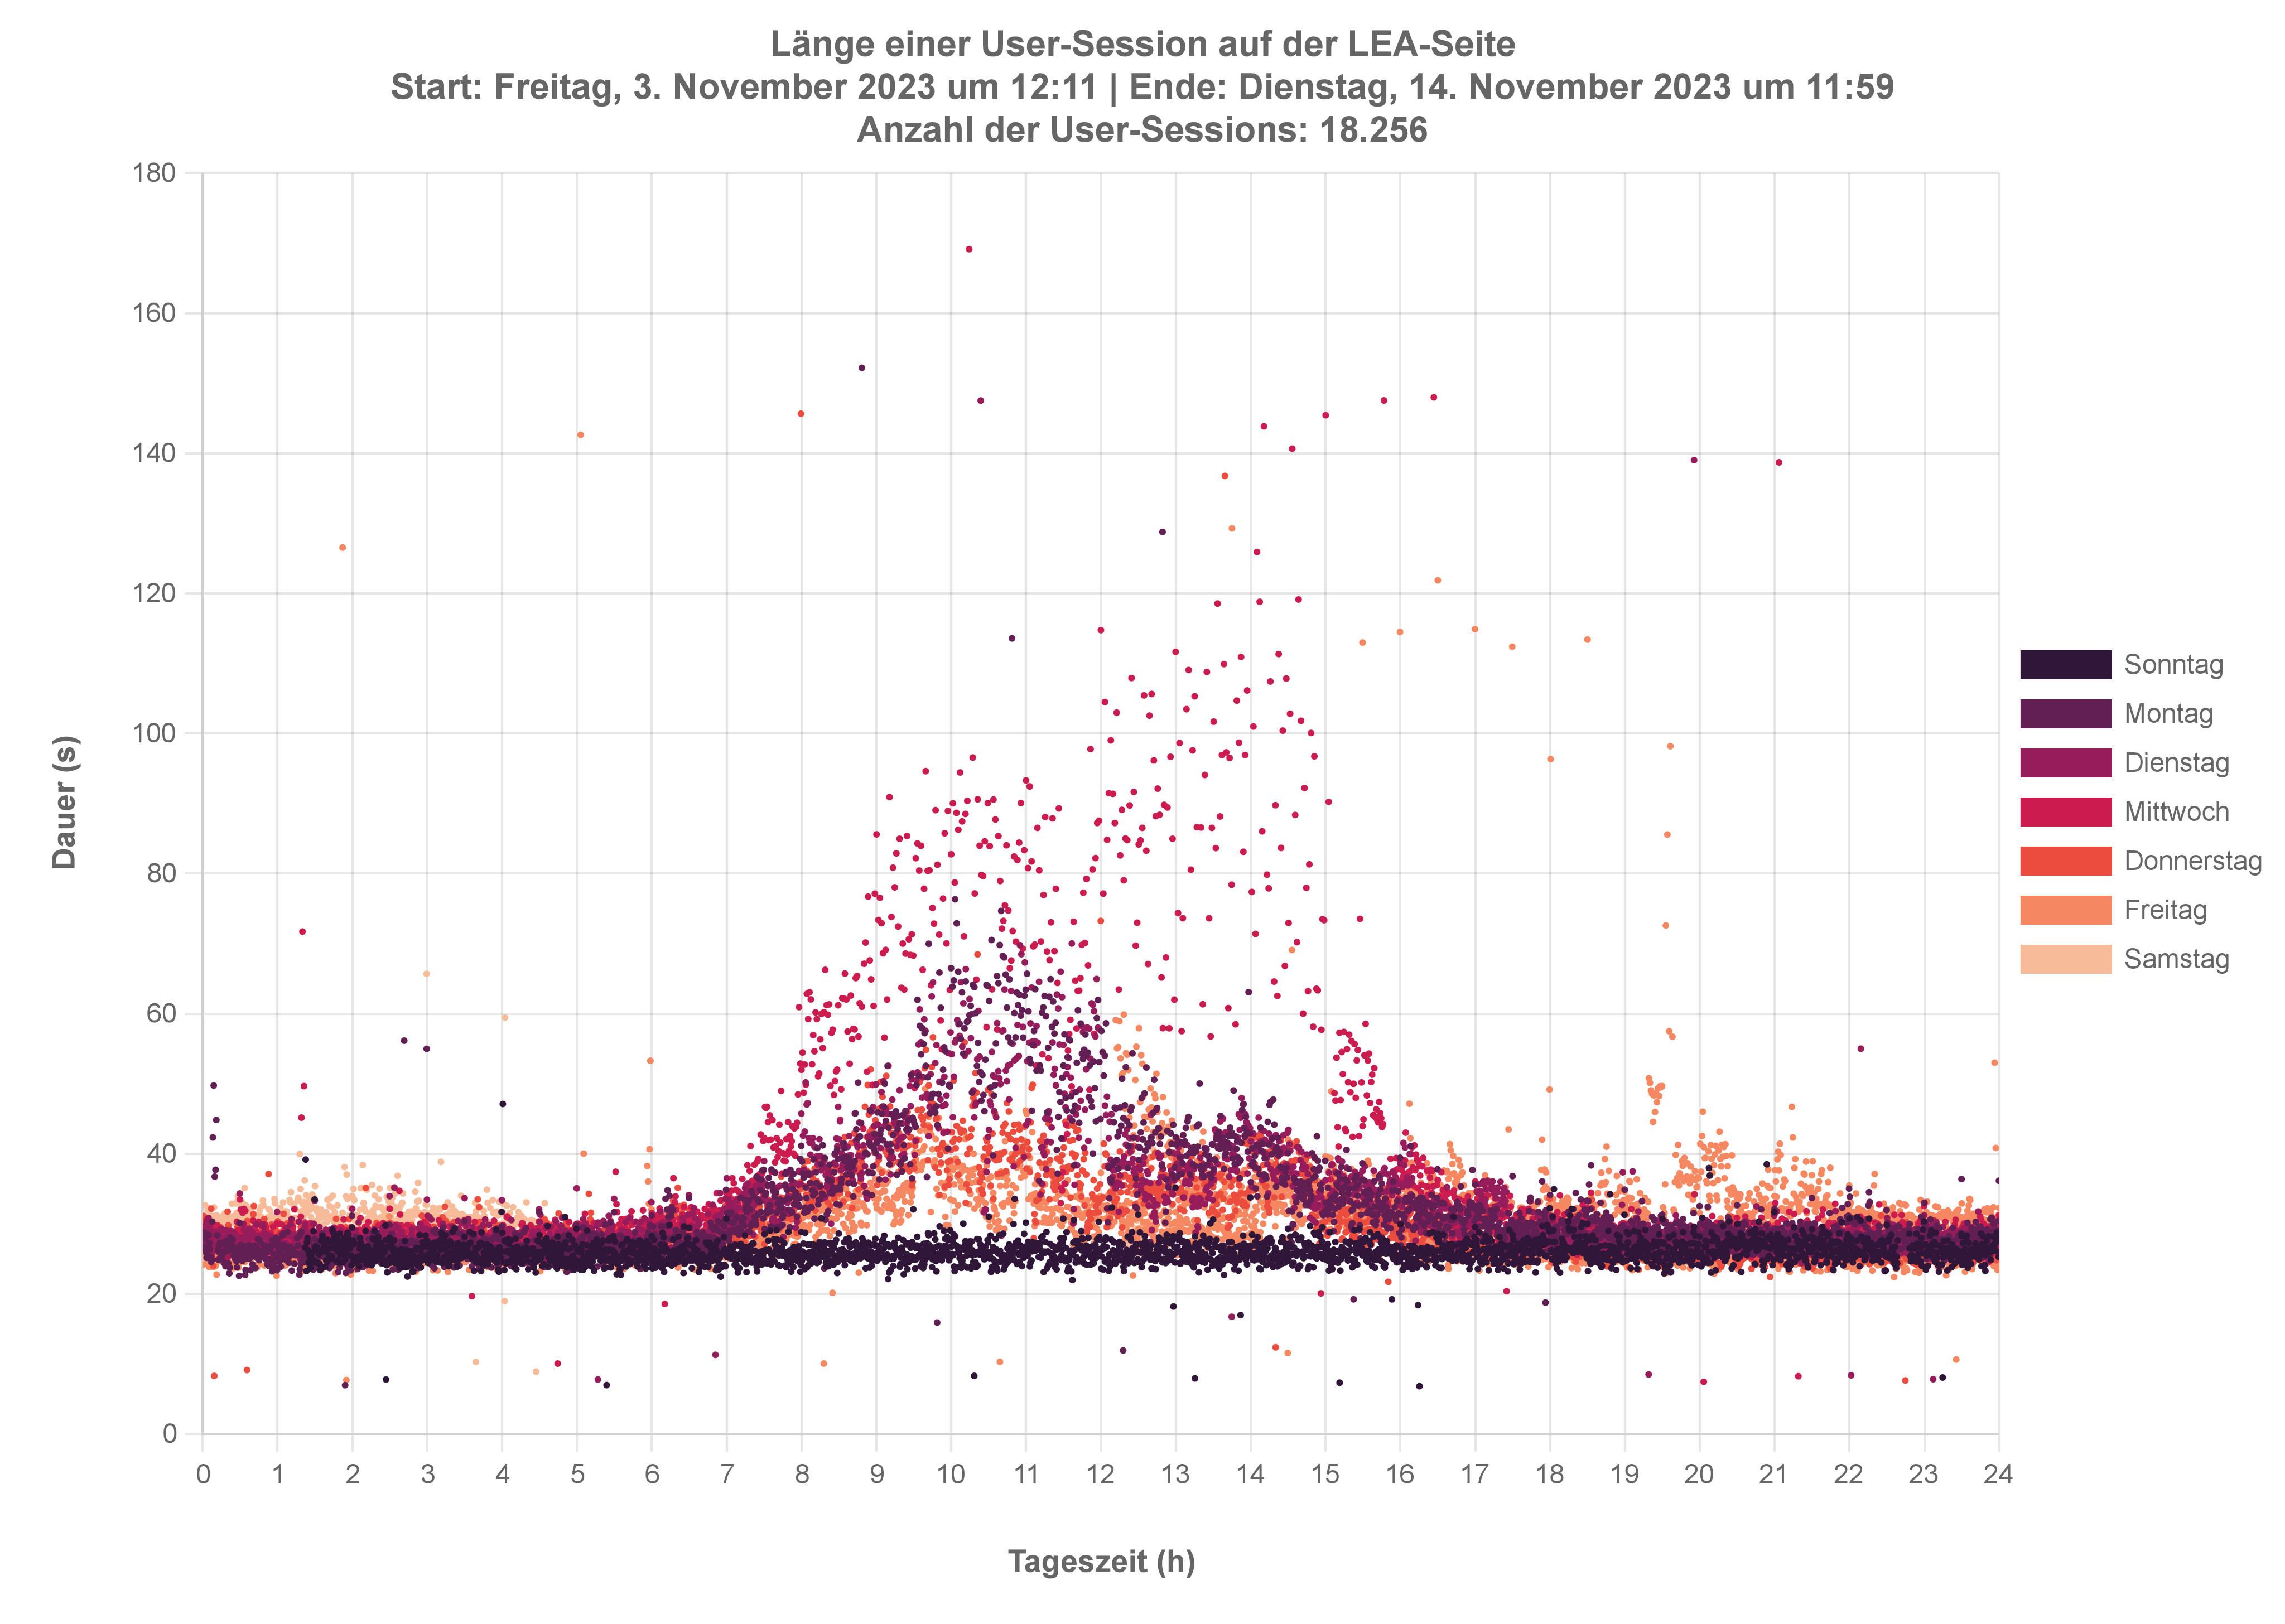 Länge einer User-Session auf der LEA-Seite
Start: Freitag, 3. November 2023 um 12:11 | Ende: Dienstag, 14. November 2023 um 11:59
Anzahl der User-Sessions: 18.256
180
160
140
120
100
80
60
40
20
0
Dauer (s)
0 1 2 3 4 5 6 7 8 9 10 11 12 13 14 15 16 17 18 19 20 21 22 23 24
Tageszeit (h)
Sonntag
Montag
Dienstag
Mittwoch
Donnerstag
Freitag
Samstag